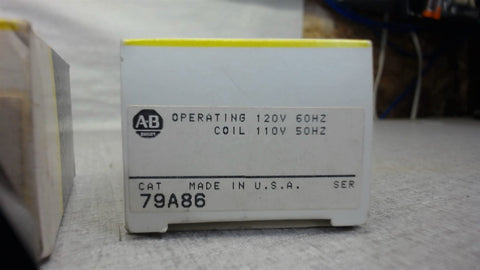 A-B
OPERATING 120V 60HZ
COIL 110V 50HZ
CAT MADE IN U.S.A. SER
79A86